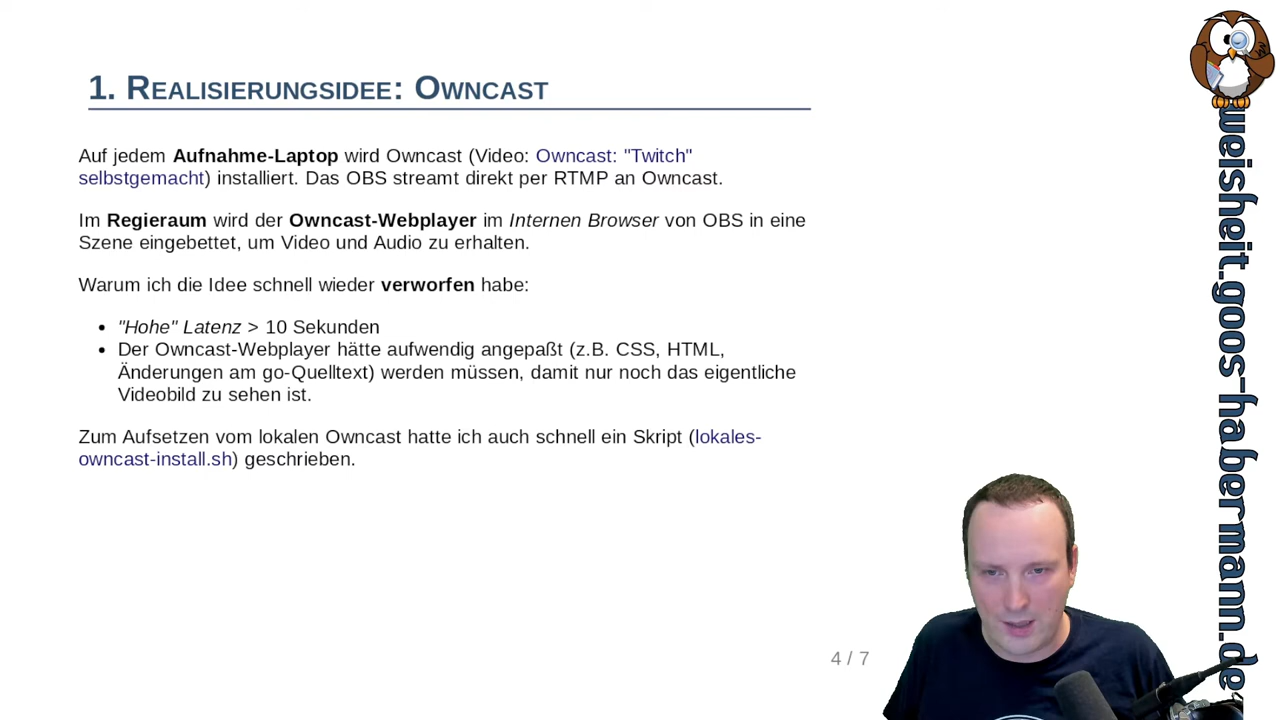 1. Realisierungsidee: Owncast
Auf jedem Aufnahme-Laptop wird Owncast (Video: Owncast: "Twitch"
selbstgemacht) installiert. Das OBS streamt direkt per RTMP an Owncast.
Im Regieraum wird der Owncast-Webplayer im Internen Browser von OBS in eine
Szene eingebettet, um Video und Audio zu erhalten.
Warum ich die Idee schnell wieder verworfen habe:
• "Hohe" Latenz > 10 Sekunden
• Der Owncast-Webplayer hätte aufwendig angepaßt (z.B. CSS, HTML,
Änderungen am go-Quelltext) werden müssen, damit nur noch das eigentliche
Videobild zu sehen ist.
Zum Aufsetzen vom lokalen Owncast hatte ich auch schnell ein Skript (lokales-
owncast-install.sh) geschrieben.
4 / 7
weisheit.goos-habermann.de